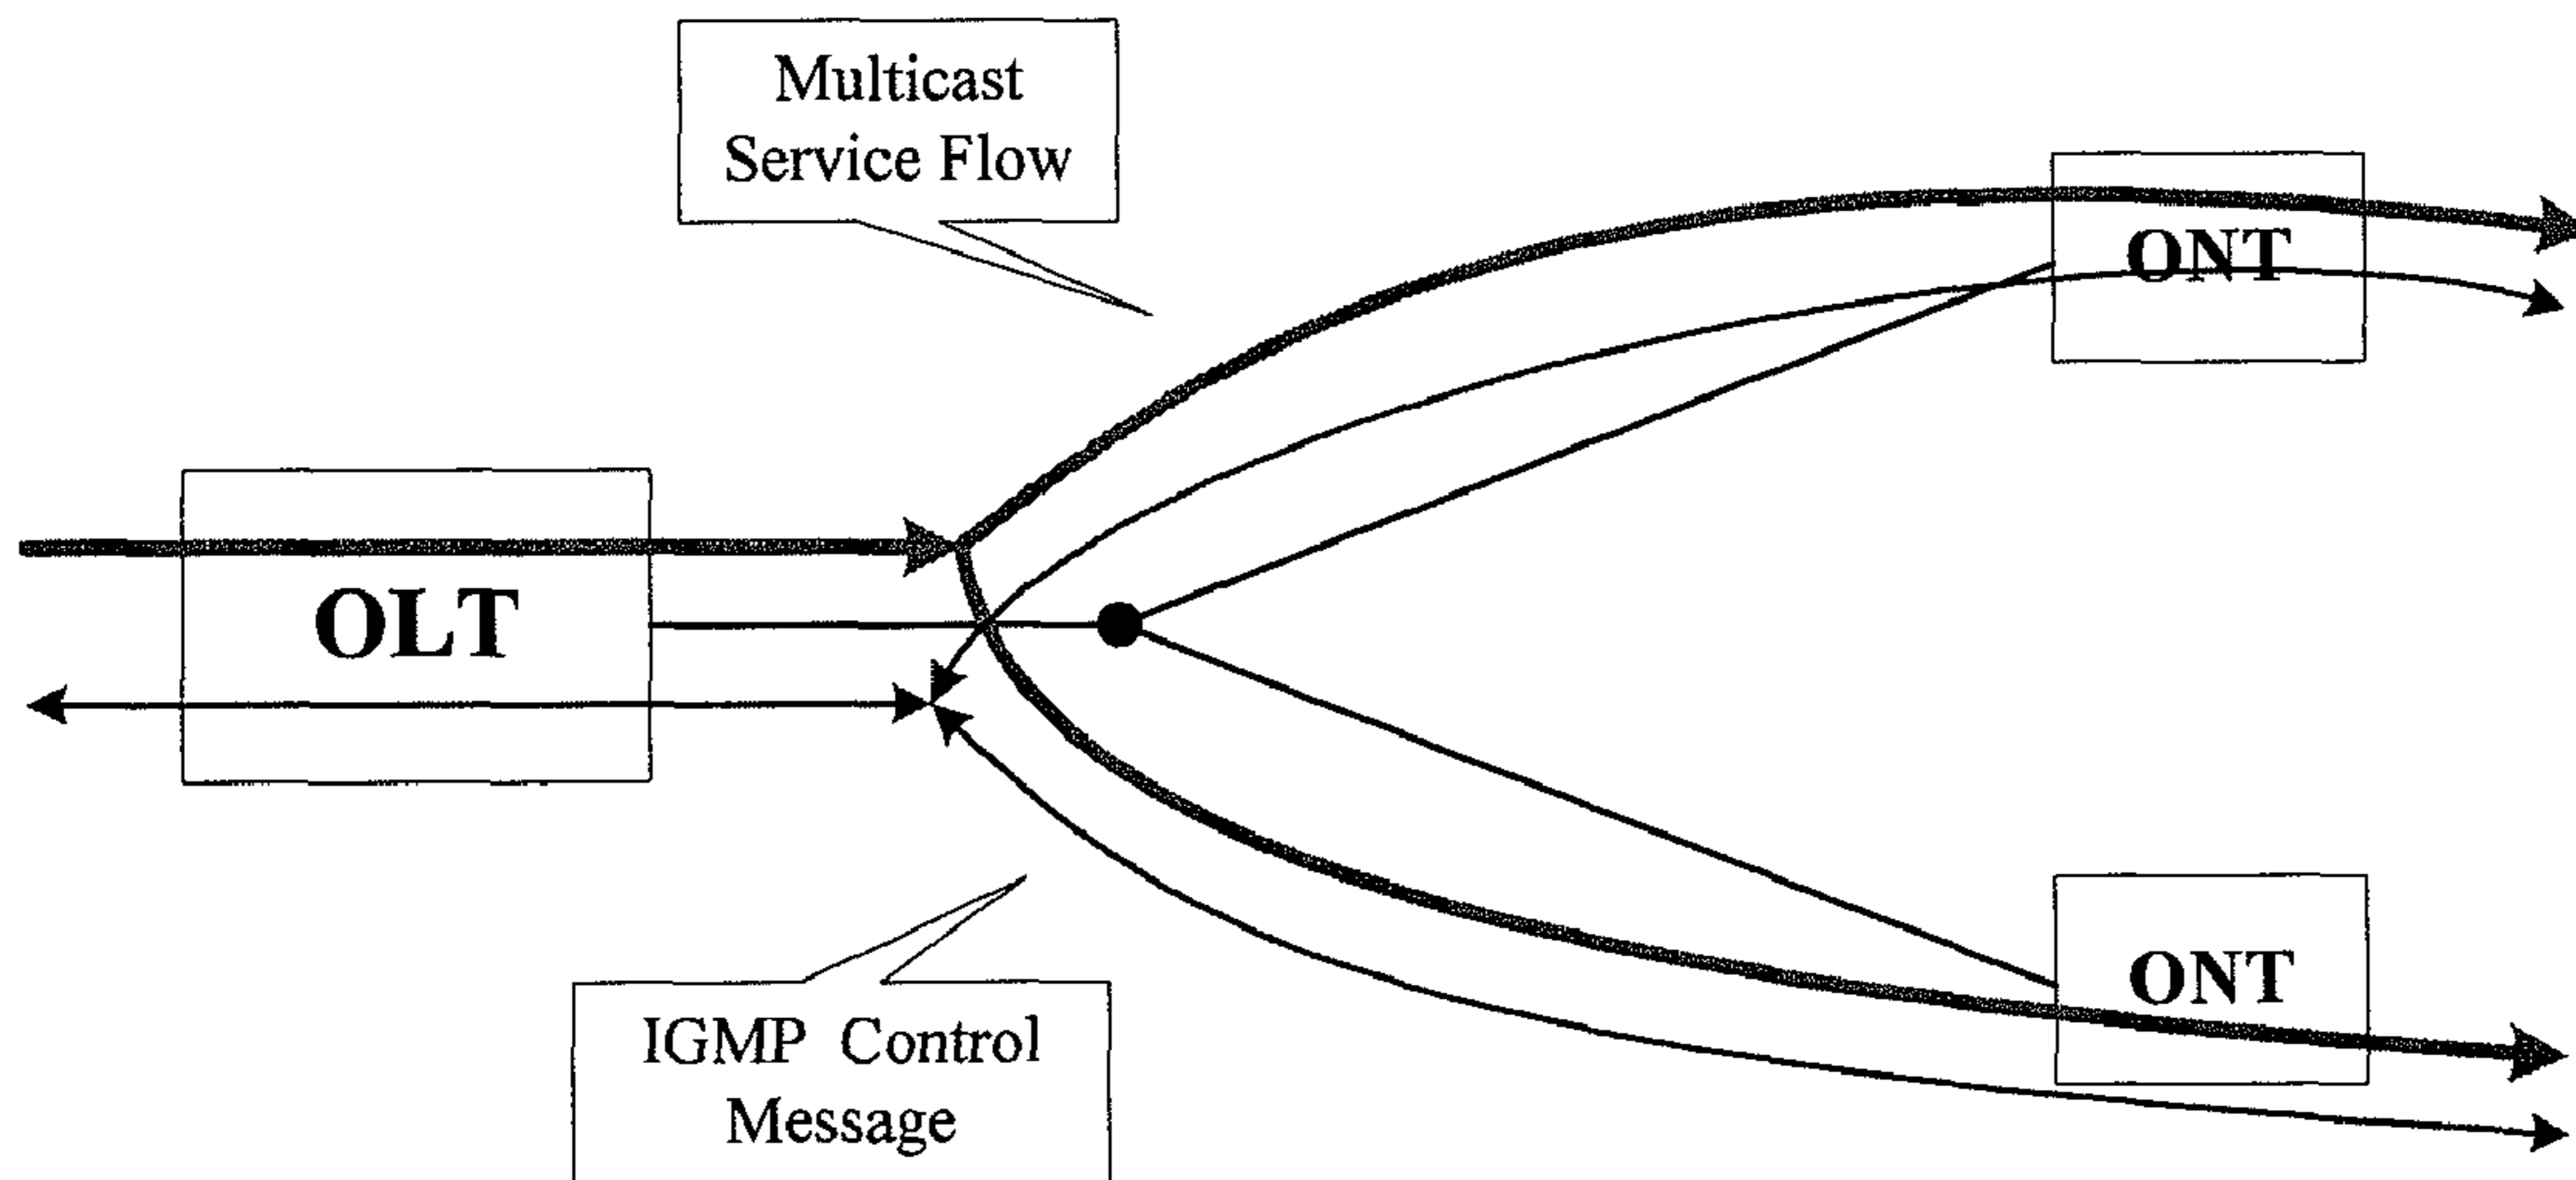 Multicast
Service Flow
ONT
OLT
ONT
IGMP Control
Message